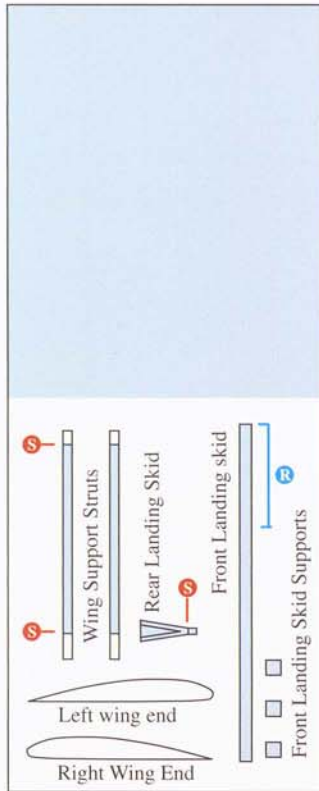 S
S
Wing Support Struts
Rear Landing Skid
S
Front Landing skid
R
Left wing end
Right Wing End
Front Landing Skid Supports